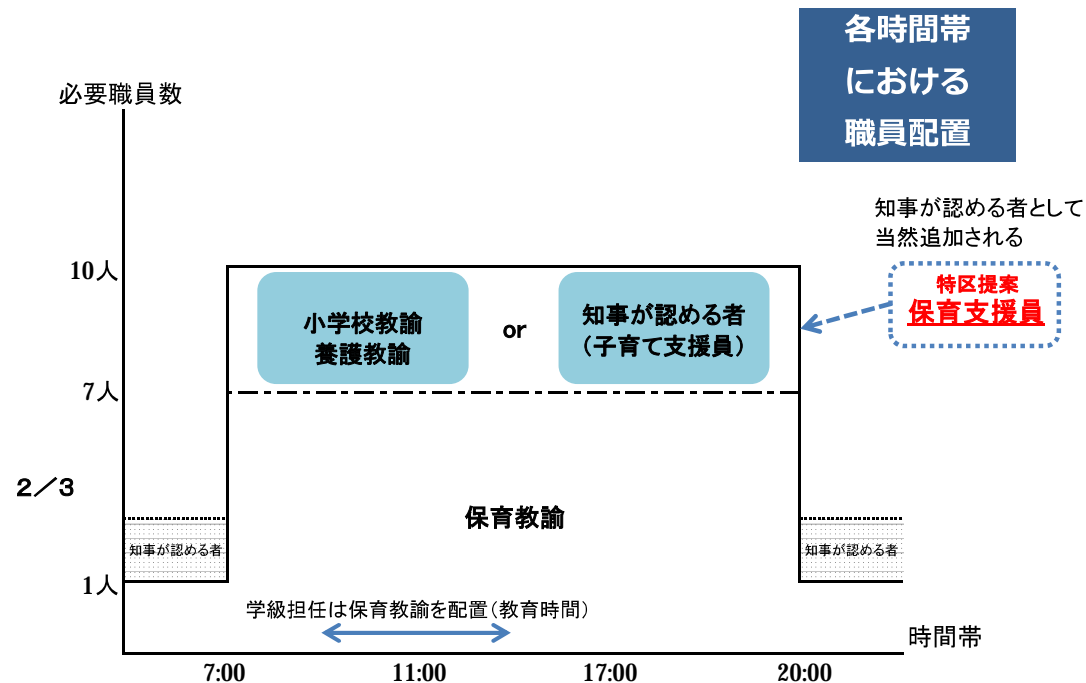 各時間帯
における
職員配置
必要職員数
知事が認める者として
当然追加される
特区提案
保育支援員
10人
小学校教諭
養護教諭
or
知事が認める者
(子育て支援員)
7人
2/3
保育教諭
知事が認める者
知事が認める者
1人
学級担任は保育教諭を配置(教育時間)
時間帯
7:00
11:00
17:00
20:00